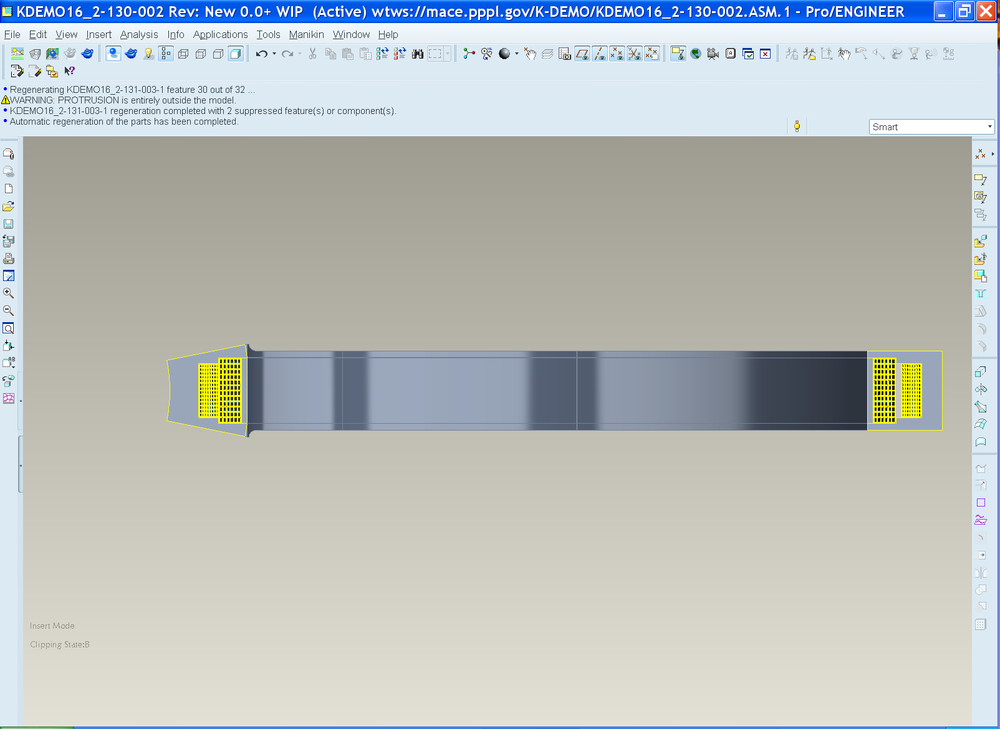 KDEMO16_2-130-002 Rev: New 0.0+ WIP (Active) wtws://mace.pppl.gov/K-DEMO/KDEMO16_2-130-002.ASM.1 - Pro/ENGINEER
File Edit View Insert Analysis Info Applications Tools Manikin Window Help
Regenerating KDEMO16_2-131-003-1 feature 30 out of 32 ...
WARNING: PROTRUSION is entirely outside the model.
KDEMO16_2-131-003-1 regeneration completed with 2 suppressed feature(s) or component(s).
Automatic regeneration of the parts has been completed.
Smart
Insert Mode
Clipping State:B